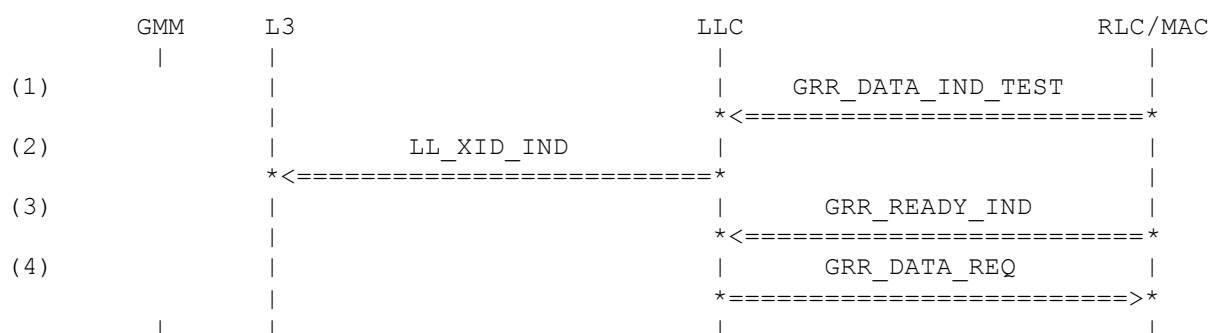 GMM L3 LLC RLC/MAC
| | | |
(1) | | GRR_DATA_IND_TEST |
| *<=========================*
(2) | LL_XID_IND | |
*<==========================* |
(3) | | GRR_READY_IND |
| *<=========================*
(4) | | GRR_DATA_REQ |
| *=========================>*
| | | |